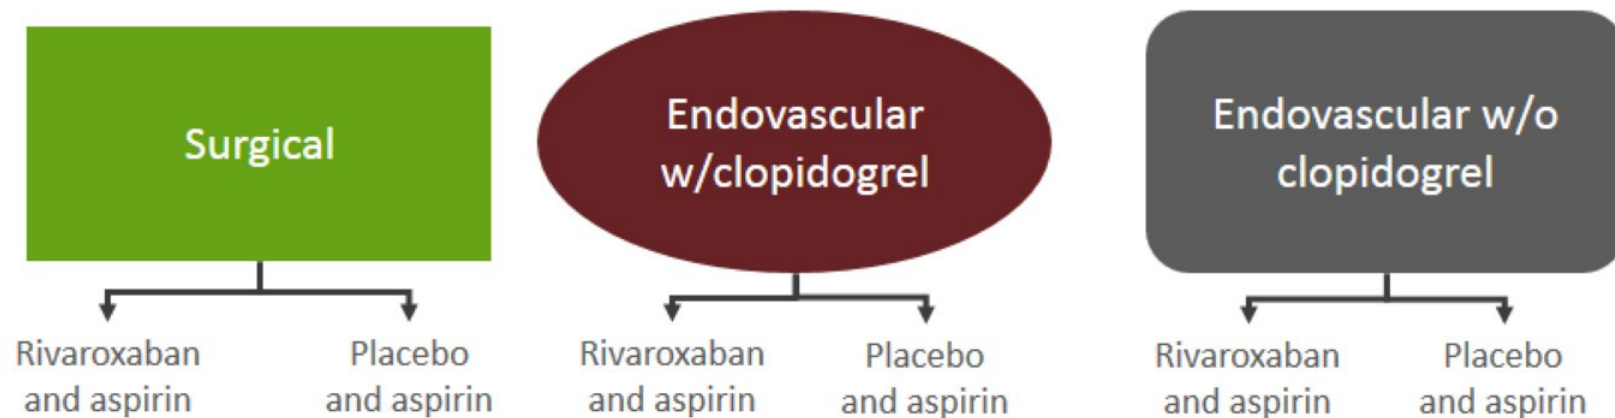 Surgical
Endovascular
w/clopidogrel
Endovascular w/o
clopidogrel
Rivaroxaban
and aspirin
Placebo
and aspirin
Rivaroxaban
and aspirin
Placebo
and aspirin
Rivaroxaban
and aspirin
Placebo
and aspirin